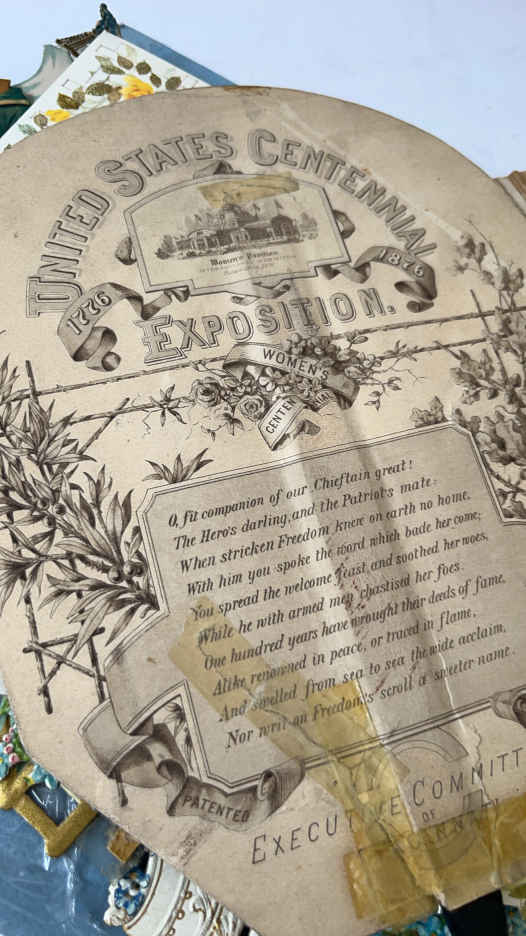 UNITED STATES CENTENNIAL
Women's Pavilion
1776
1876
EXPOSITION.
WOMEN'S
CENTENNIAL
O, fit companion of our Chieftain great!
The Hero's darling, and the Patriot's mate:
When stricken Freedom knew on earth no home,
With him you spoke the word which bade her come;
You spread the welcome feast, and soothed her woes,
While he with armed men chastised her foes.
One hundred years have wrought their deeds of fame,
Alike renowned in peace, or traced in flame,
And swelled from sea to sea the wide acclaim,
Nor writ on Freedom's scroll a sweeter name.
PATENTED
EXECUTIVE COMMITT
OF